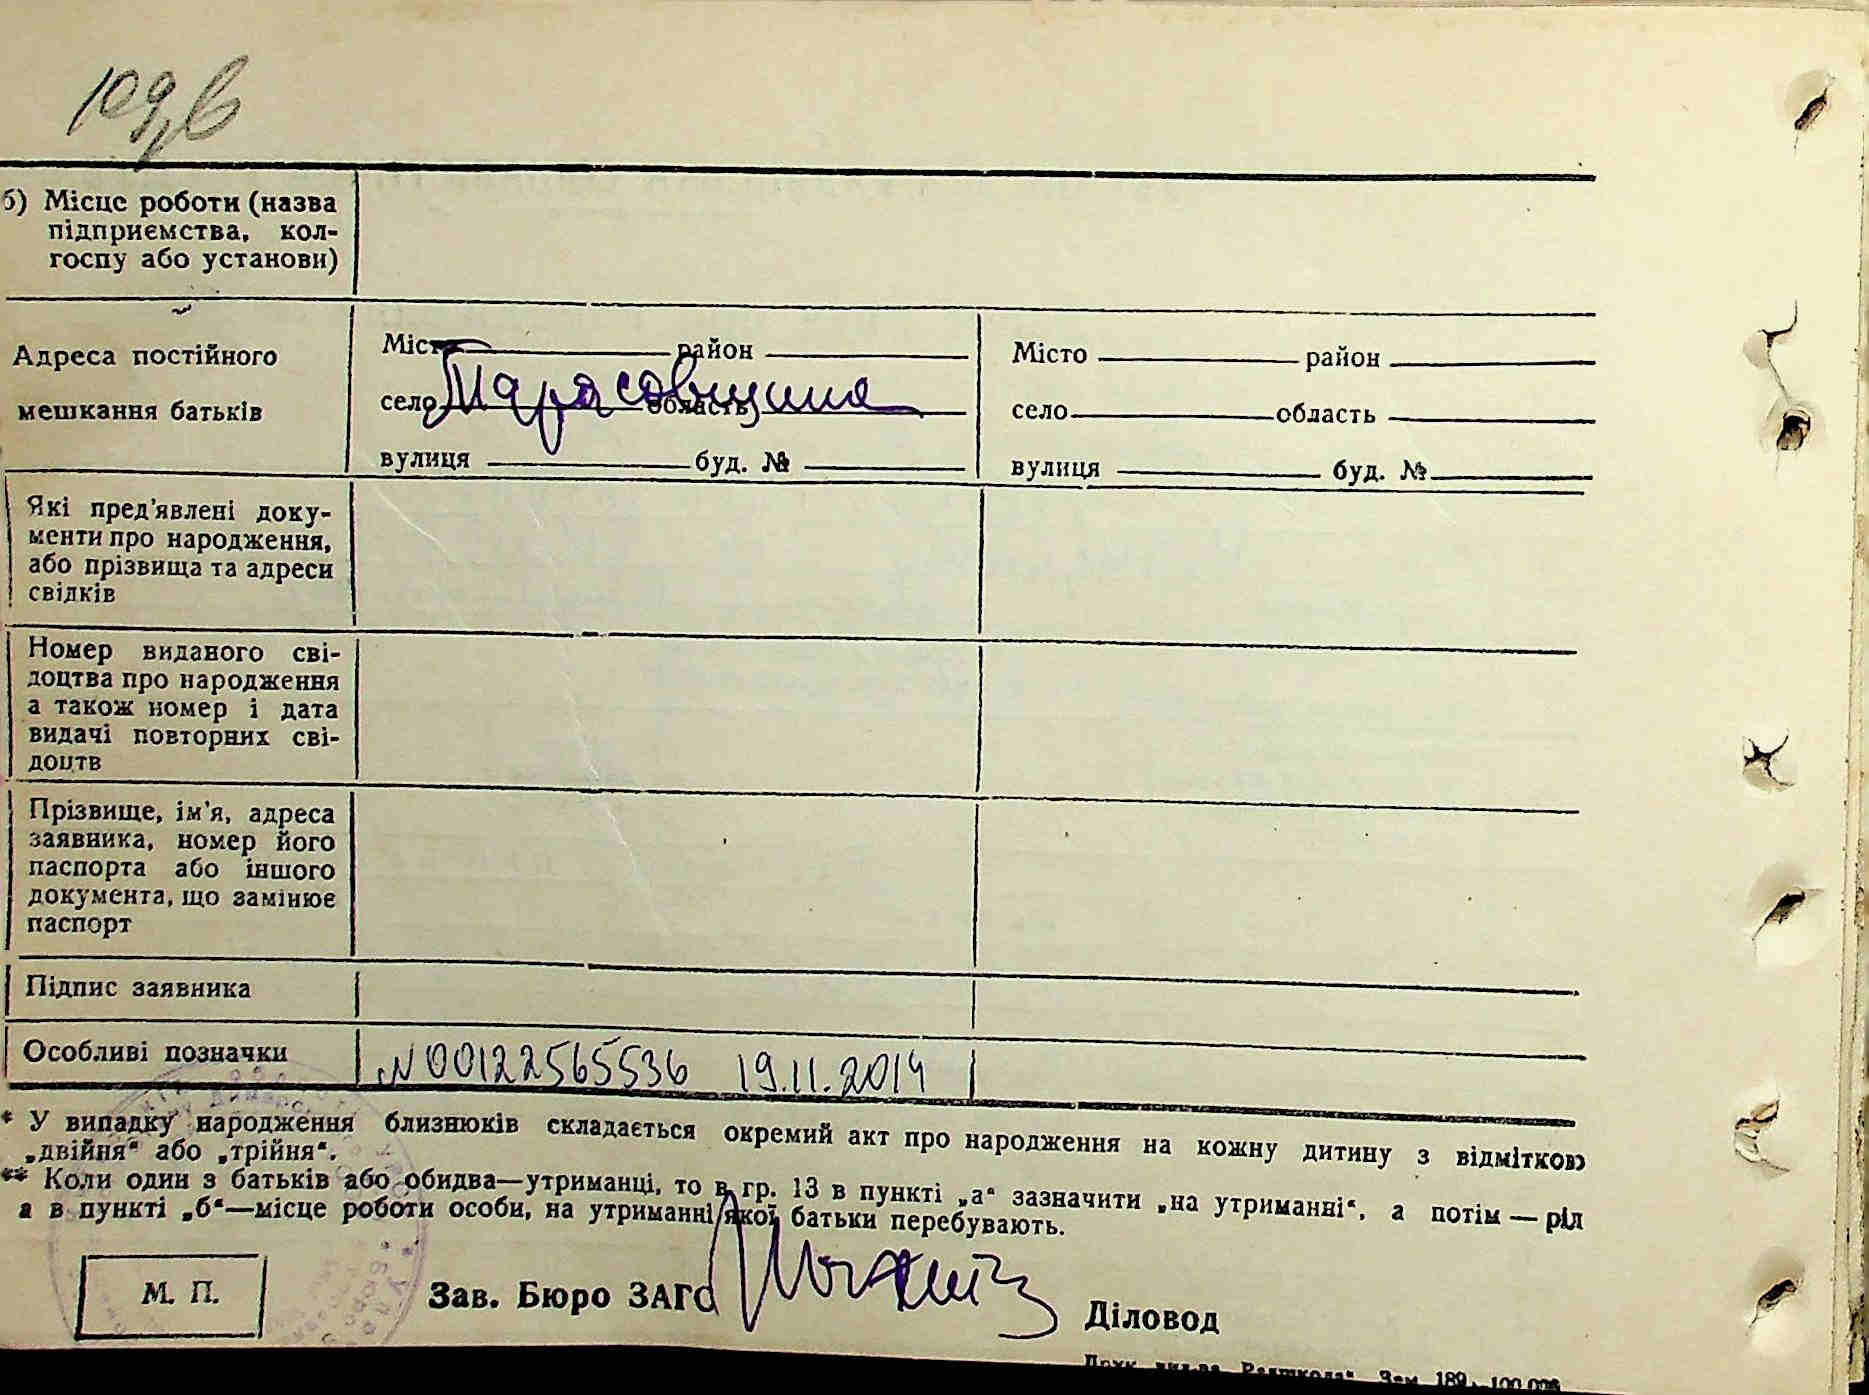 109,в
б) Місце роботи (назва
підприємства, кол-
госпу або установи)
Адреса постійного
мешкання батьків
Місто район
село Тарасовщина область
вулиця буд. №
Місто район
село область
вулиця буд. №
Які пред'явлені доку-
менти про народження,
або прізвища та адреси
свідків
Номер виданого сві-
доцтва про народження
а також номер і дата
видачі повторних сві-
доцтв
Прізвище, ім'я, адреса
заявника, номер його
паспорта або іншого
документа, що замінює
паспорт
Підпис заявника
Особливі позначки
N 00122565536 19.11.2014
* У випадку народження близнюків складається окремий акт про народження на кожну дитину з відміткою
„двійня“ або „трійня“.
** Коли один з батьків або обидва—утриманці, то в гр. 13 в пункті „а“ зазначити „на утриманні“, а потім — ріл
а в пункті „б“—місце роботи особи, на утриманні якої батьки перебувають.
М. П.
Зав. Бюро ЗАГС
Діловод
Зам. 189.